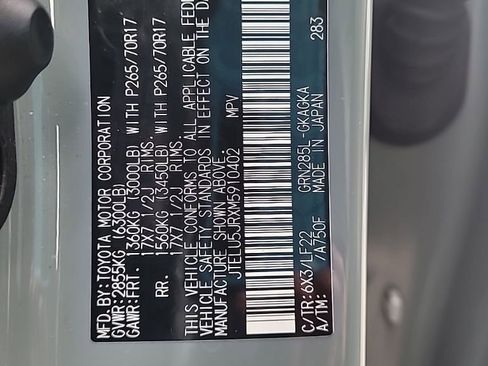 MFD.BY: TOYOTA MOTOR CORPORATION
GVWR: 2855KG (6300LB)
GAWR: FRT. 1360KG (3000LB) WITH P265/70R17
17X7 1/2J RIMS.
RR. 1560KG (3450LB) WITH P265/70R17
17X7 1/2J RIMS.
THIS VEHICLE CONFORMS TO ALL APPLICABLE FED
VEHICLE SAFETY STANDARDS IN EFFECT ON THE DA
MANUFACTURE SHOWN ABOVE.
JTELU5JRXM5910402 MPV
283
C/TR: 6X3/LF22 GRN285L -GKAGKA
A/TM: /A750F MADE IN JAPAN